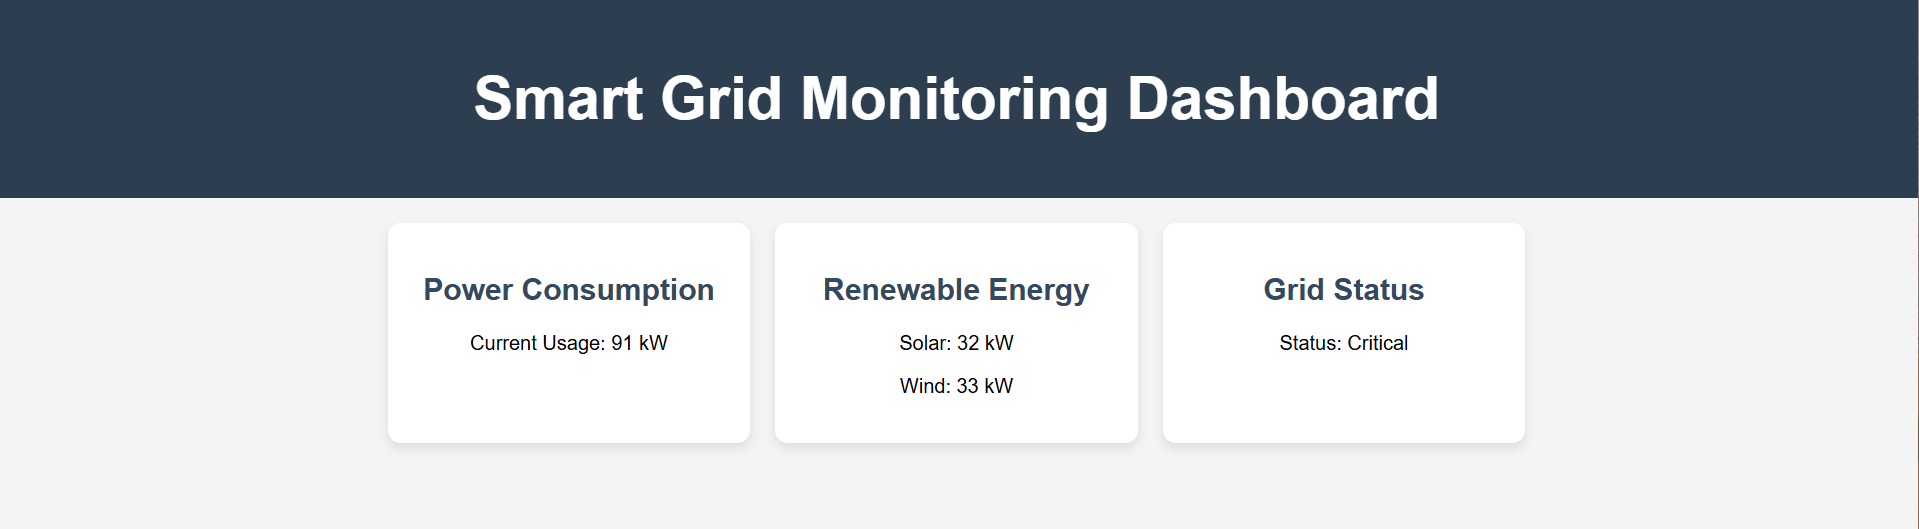 Smart Grid Monitoring Dashboard
Power Consumption
Current Usage: 91 kW
Renewable Energy
Solar: 32 kW
Wind: 33 kW
Grid Status
Status: Critical